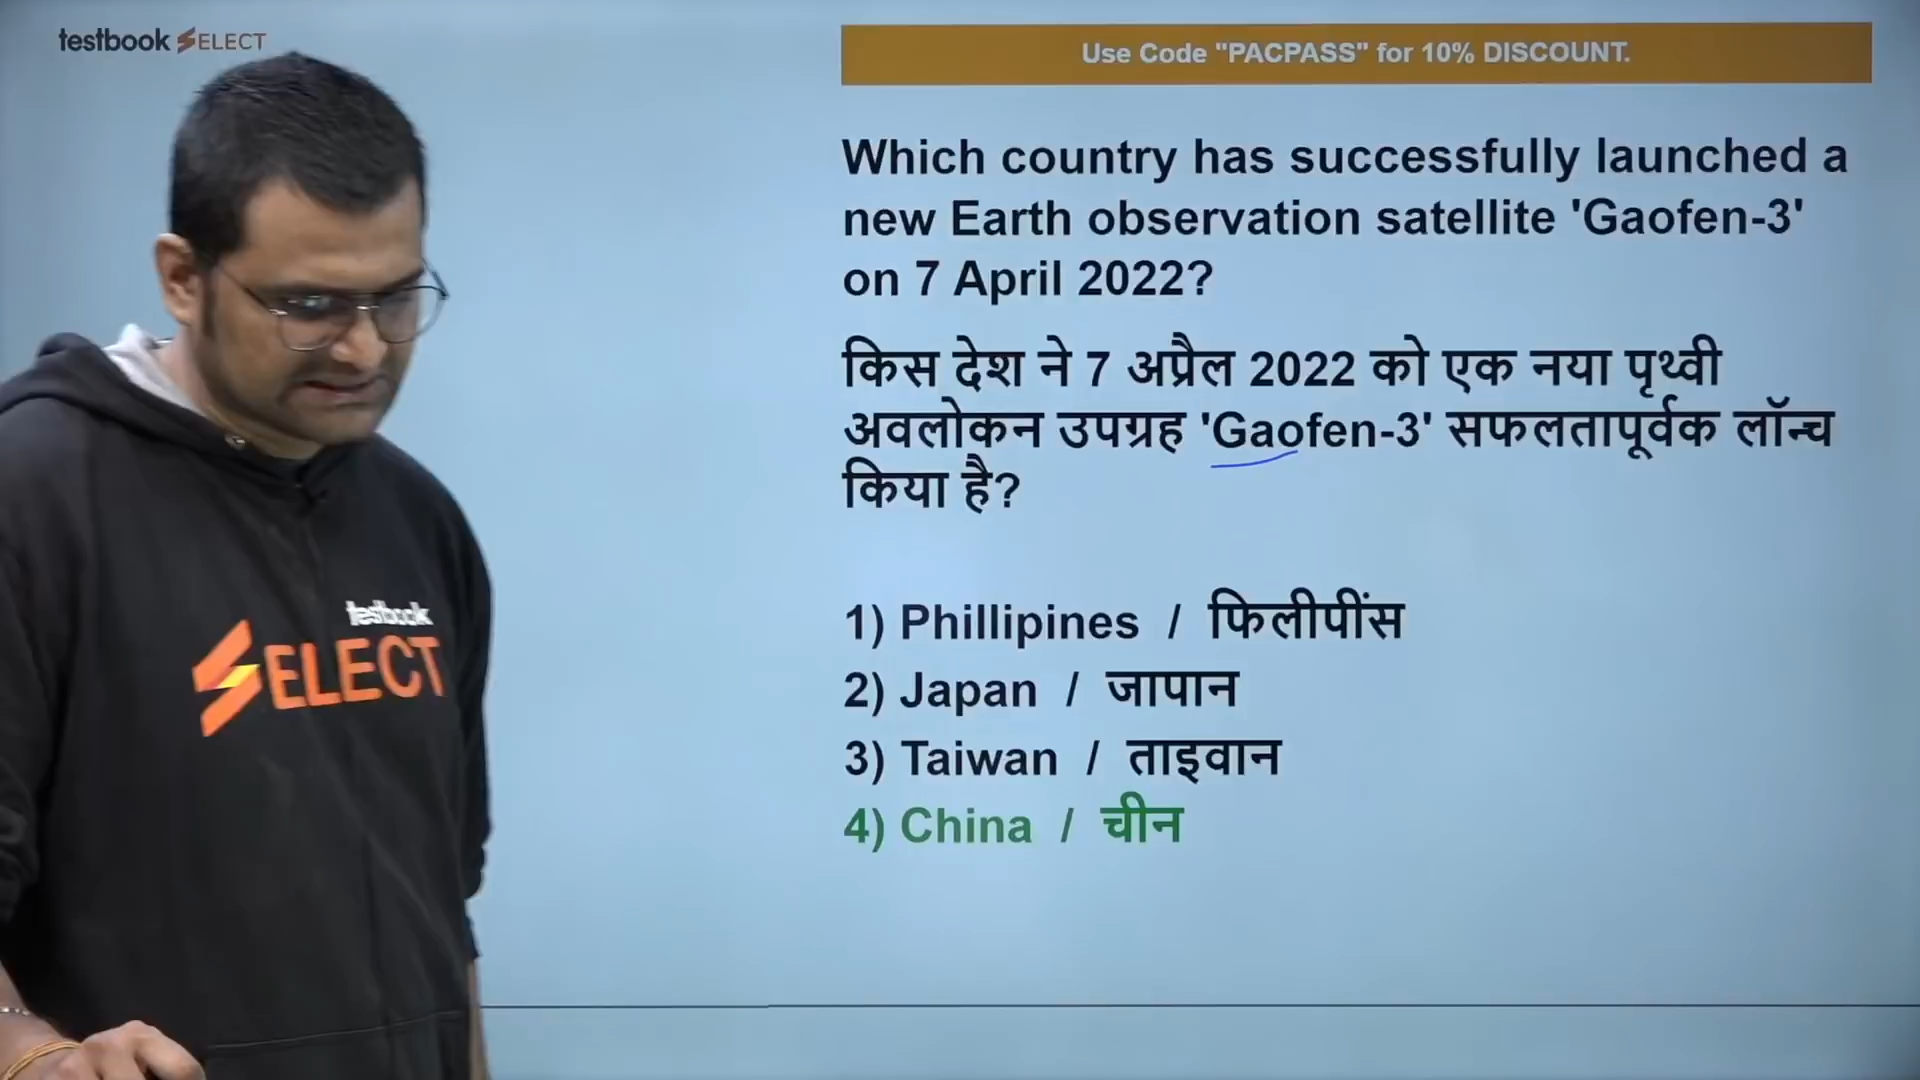 testbook SELECT
Use Code "PACPASS" for 10% DISCOUNT.
Which country has successfully launched a
new Earth observation satellite 'Gaofen-3'
on 7 April 2022?
किस देश ने 7 अप्रैल 2022 को एक नया पृथ्वी
अवलोकन उपग्रह 'Gaofen-3' सफलतापूर्वक लॉन्च
किया है?
1) Phillipines / फिलीपींस
2) Japan / जापान
3) Taiwan / ताइवान
4) China / चीन
testbook
SELECT